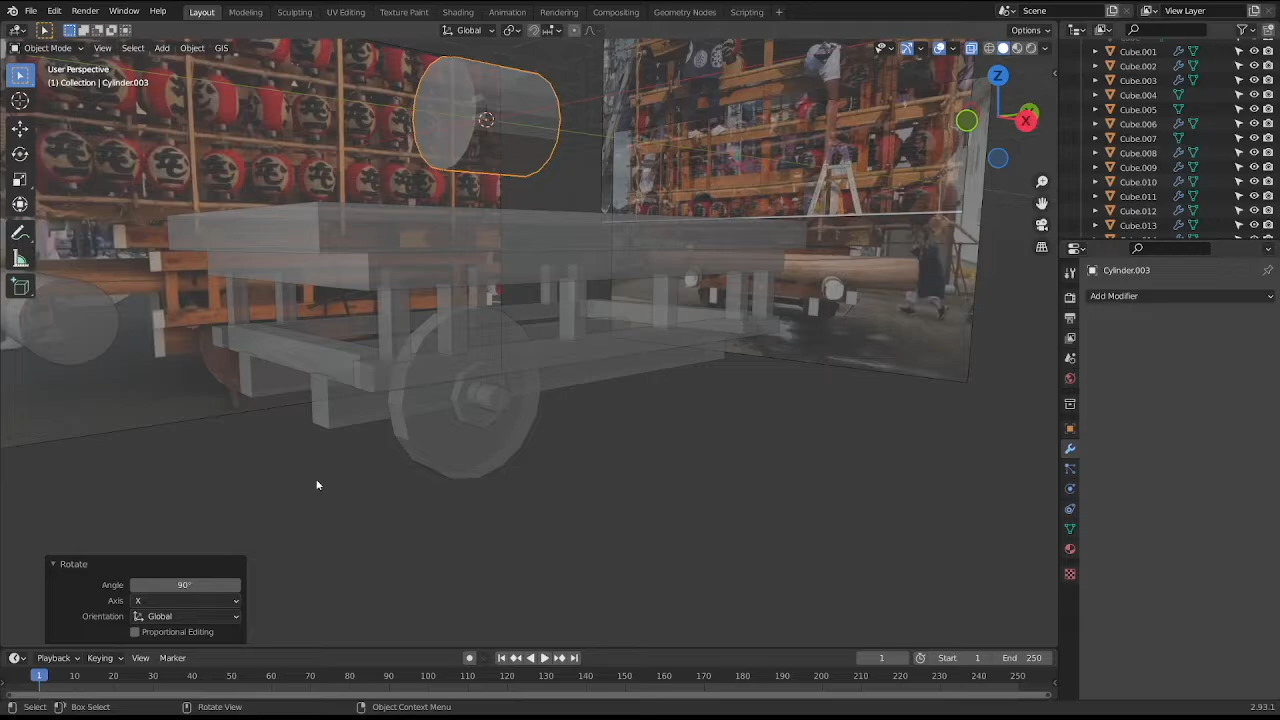 File Edit Render Window Help Layout Modeling Sculpting UV Editing Texture Paint Shading Animation Rendering Compositing Geometry Nodes Scripting + Scene View Layer
Global Options
Object Mode View Select Add Object GIS
User Perspective
(1) Collection | Cylinder.003
Z
X
Cube.001
Cube.002
Cube.003
Cube.004
Cube.005
Cube.006
Cube.007
Cube.008
Cube.009
Cube.010
Cube.011
Cube.012
Cube.013
Cylinder.003
Add Modifier
Rotate
Angle 90°
Axis X
Orientation Global
Proportional Editing
Playback Keying View Marker 1 Start 1 End 250
1 10 20 30 40 50 60 70 80 90 100 110 120 130 140 150 160 170 180 190 200 210 220 230 240 250
Select Box Select Rotate View Object Context Menu 2.93.1